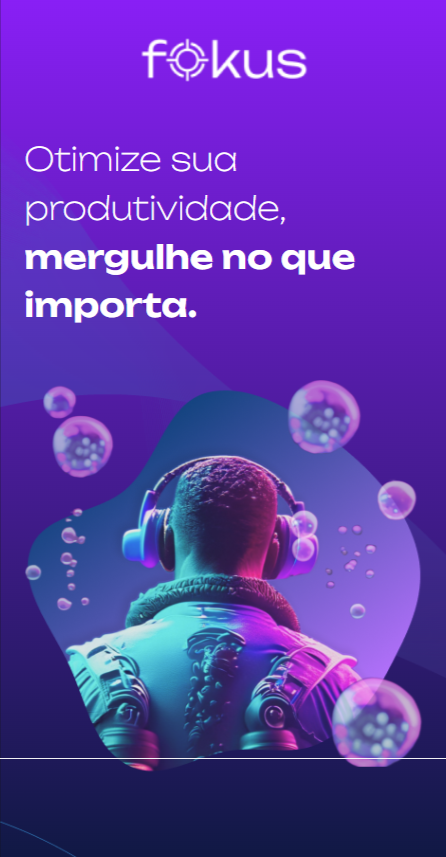 fokus
Otimize sua
produtividade,
mergulhe no que
importa.